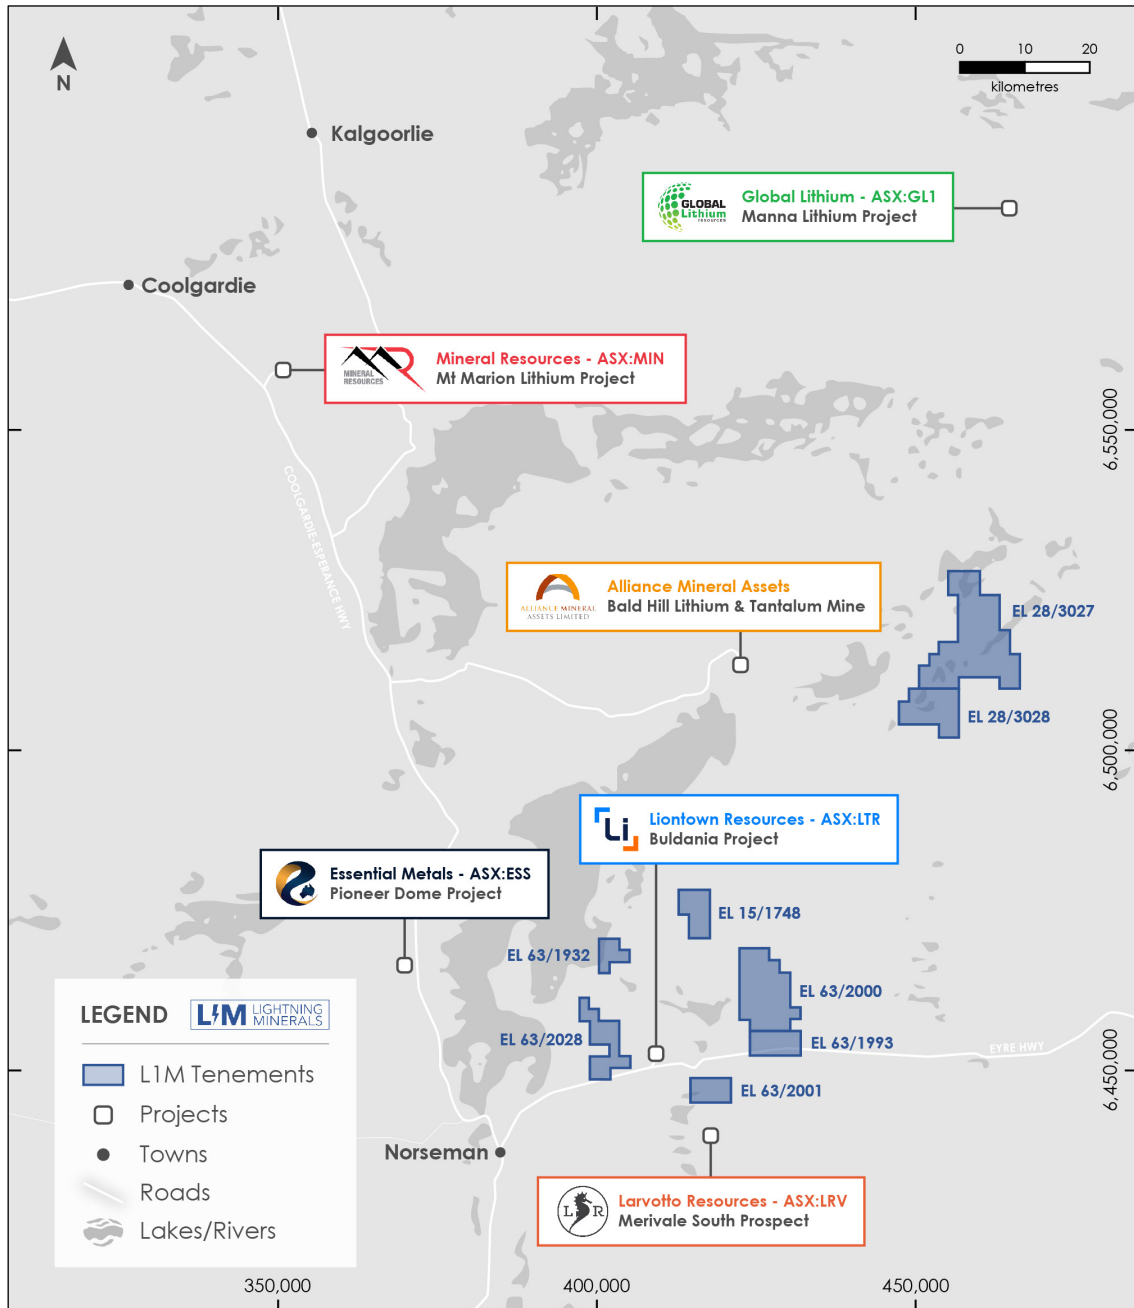 N
0 10 20
kilometres
Kalgoorlie
GLOBAL
Lithium
RESOURCES
Global Lithium - ASX:GL1
Manna Lithium Project
Coolgardie
MINERAL
RESOURCES
Mineral Resources - ASX:MIN
Mt Marion Lithium Project
6,550,000
COOLGARDIE-ESPERANCE HWY
ALLIANCE MINERAL
ASSETS LIMITED
Alliance Mineral Assets
Bald Hill Lithium & Tantalum Mine
EL 28/3027
EL 28/3028
6,500,000
Li
Liontown Resources - ASX:LTR
Buldania Project
Essential Metals - ASX:ESS
Pioneer Dome Project
EL 15/1748
EL 63/1932
EL 63/2000
EL 63/2028
EL 63/1993
EYRE HWY
EL 63/2001
6,450,000
Norseman
LEGEND
L1M LIGHTNING
MINERALS
L1M Tenements
Projects
Towns
Roads
Lakes/Rivers
L R
Larvotto Resources - ASX:LRV
Merivale South Prospect
350,000 400,000 450,000